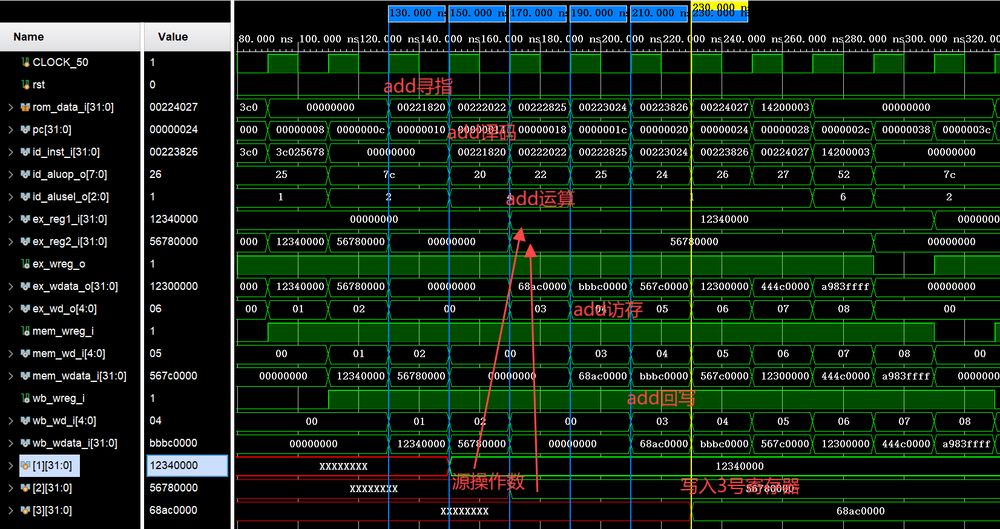 130.000 ns 150.000 ns 170.000 ns 190.000 ns 210.000 ns 230.000 ns
230.000 n
Name Value
80.000 ns 100.000 ns 120.000 ns 140.000 ns 160.000 ns 180.000 ns 200.000 ns 220.000 ns 240.000 ns 260.000 ns 280.000 ns 300.000 ns 320.00
CLOCK_50 1
rst 0
add寻指
rom_data_i[31:0] 00224027 3c0 00000000 00221820 00222022 00222825 00223024 00223826 00224027 14200003 00000000
pc[31:0] 00000024 000 00000008 0000000c 00000010 00000018 0000001c 00000020 00000024 00000028 0000002c 00000038 0000003c
add译码
id_inst_i[31:0] 00223826 3c0 3c025678 00000000 00221820 00222022 00222825 00223024 00223826 00224027 14200003 00000000
id_aluop_o[7:0] 26 25 7c 20 22 25 24 26 27 52 7c
id_alusel_o[2:0] 1 1 2 4 1 6 2
add运算
ex_reg1_i[31:0] 12340000 00000000 12340000 0000000
ex_reg2_i[31:0] 56780000 000 12340000 56780000 00000000 56780000 00000000
ex_wreg_o 1
ex_wdata_o[31:0] 12300000 000 12340000 56780000 00000000 68ac0000 bbbc0000 567c0000 12300000 444c0000 a983ffff 00000000
ex_wd_o[4:0] 06 00 01 02 00 03 04 05 06 07 08 00
add访存
mem_wreg_i 1
mem_wd_i[4:0] 05 00 01 02 00 03 04 05 06 07 08 00
mem_wdata_i[31:0] 567c0000 00000000 12340000 56780000 00000000 68ac0000 bbbc0000 567c0000 12300000 444c0000 a983ffff 0000000
wb_wreg_i 1
add回写
wb_wd_i[4:0] 04 00 01 02 00 03 04 05 06 07 08
wb_wdata_i[31:0] bbbc0000 00000000 12340000 56780000 00000000 68ac0000 bbbc0000 567c0000 12300000 444c0000 a983ffff
[1][31:0] 12340000 XXXXXXXX 12340000
源操作数
写入3号寄存器
[2][31:0] 56780000 XXXXXXXX 56780000
[3][31:0] 68ac0000 XXXXXXXX 68ac0000